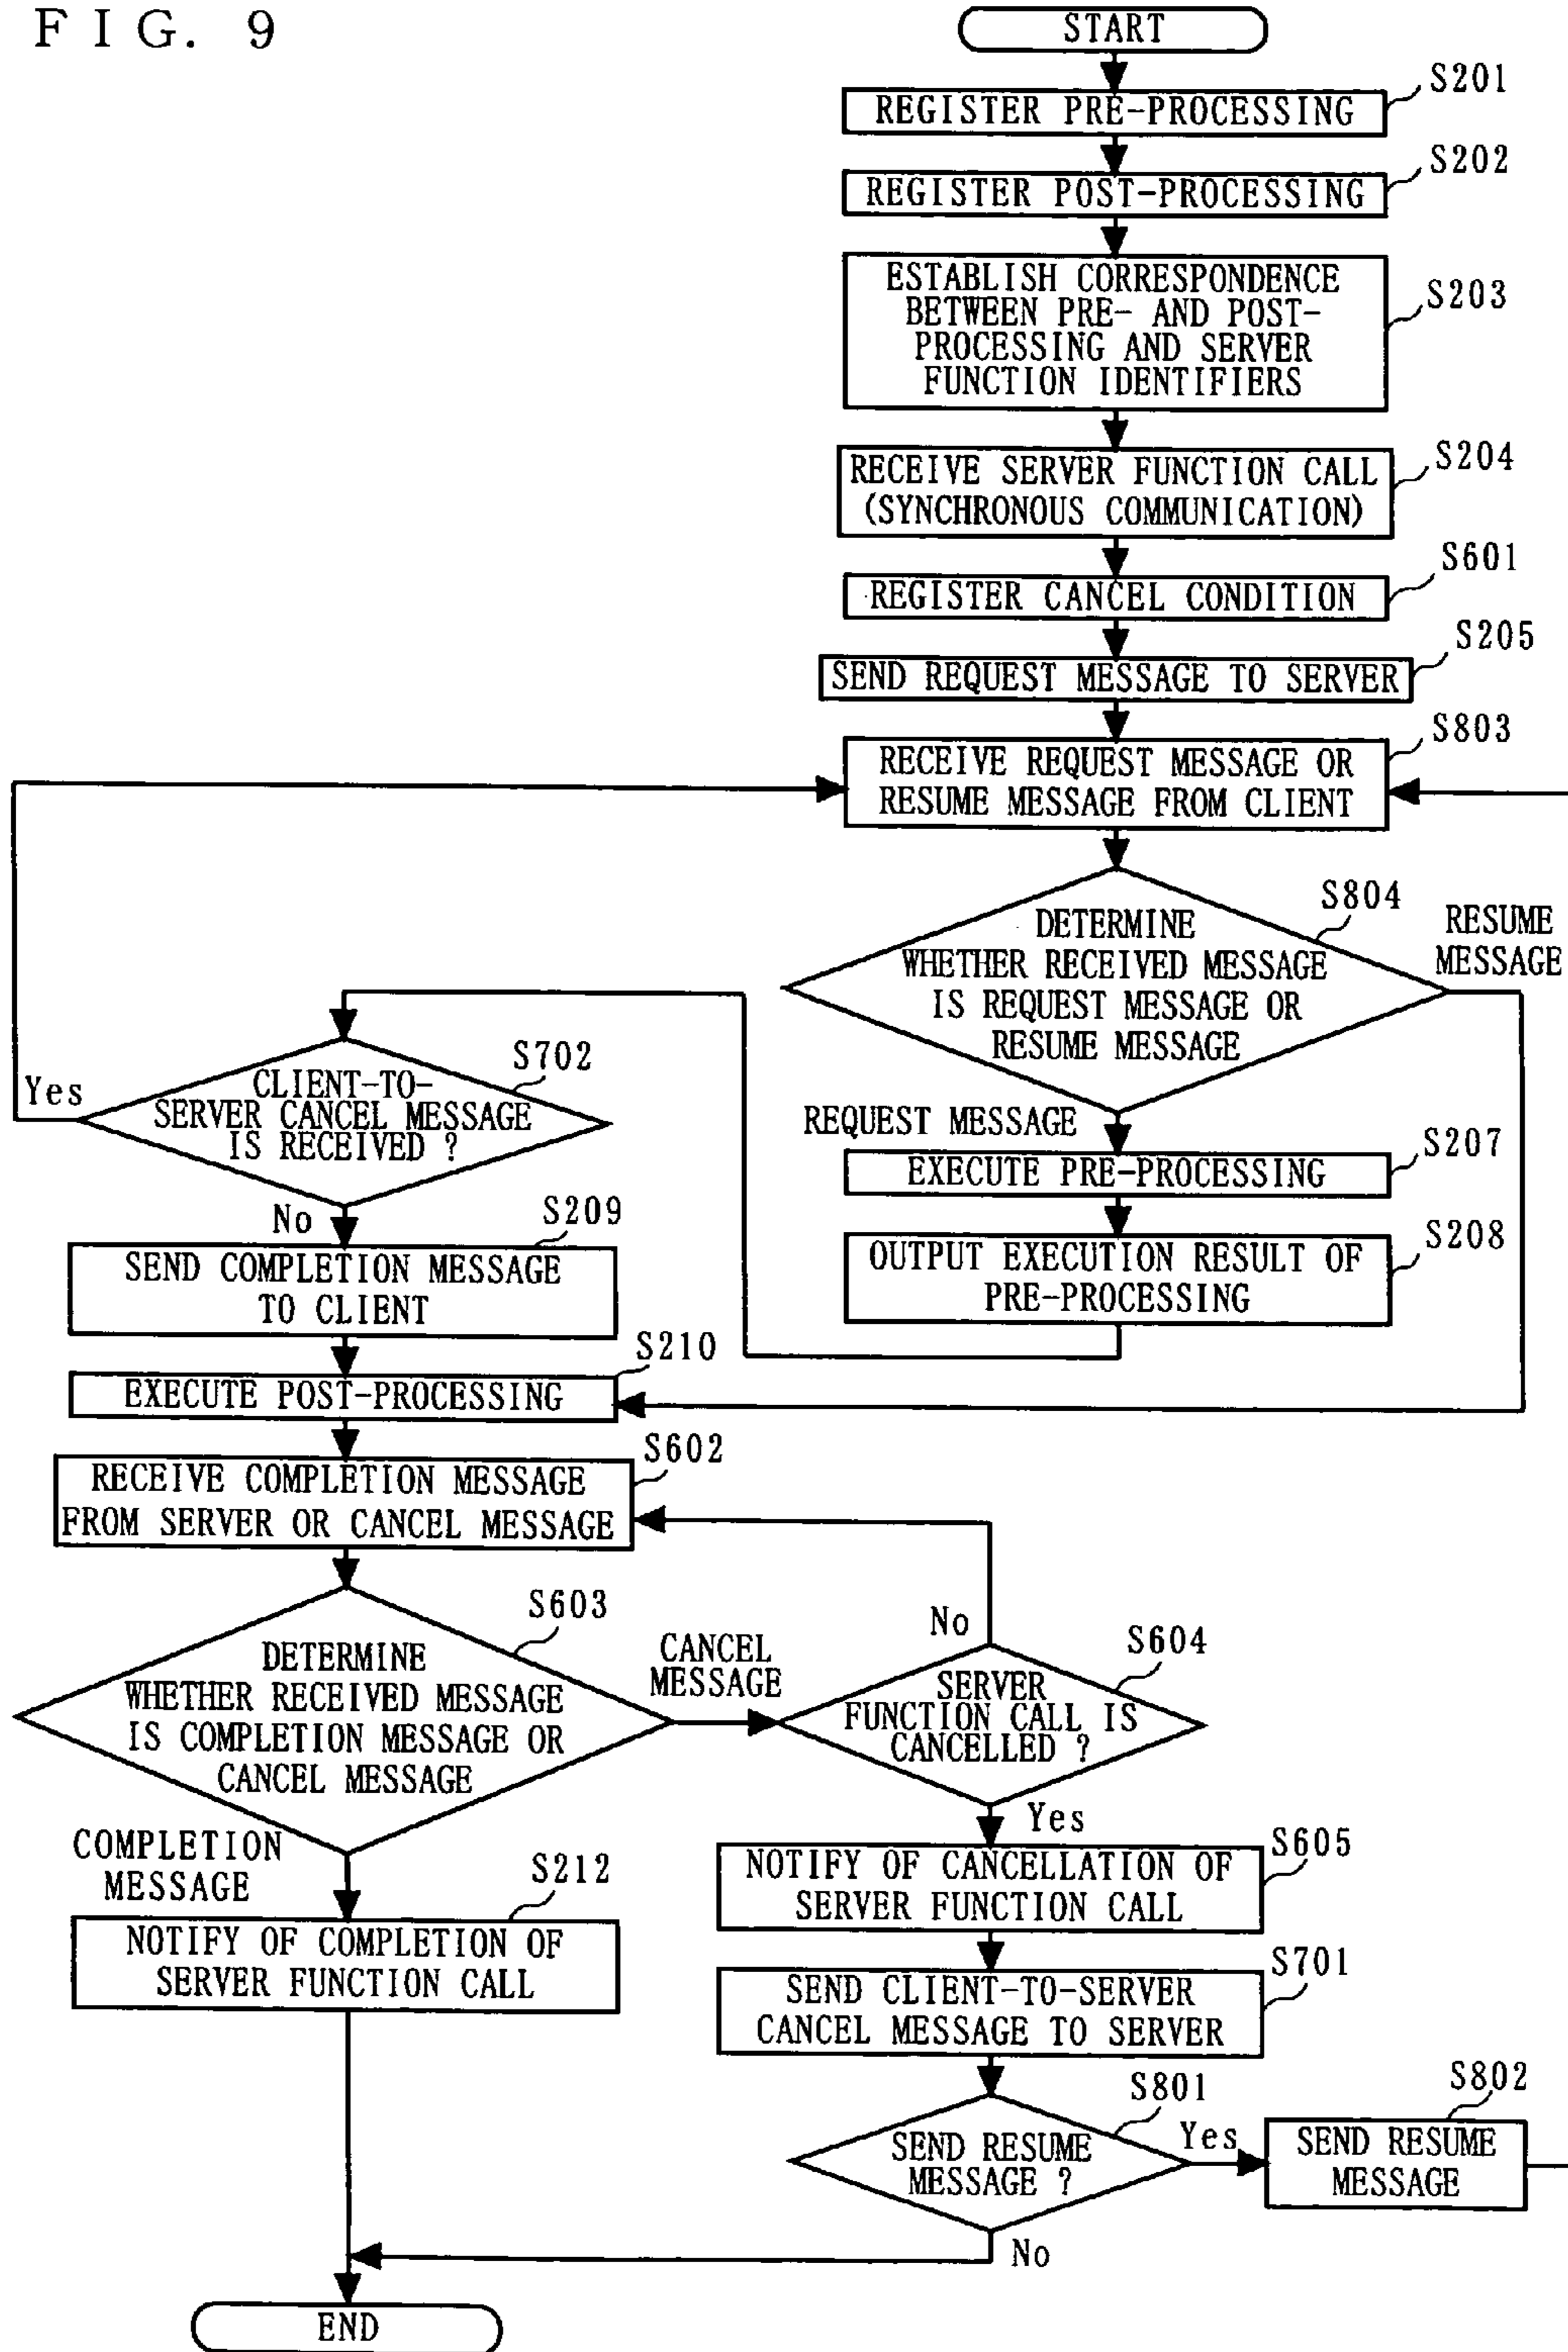 FIG. 9
START
S201
REGISTER PRE-PROCESSING
S202
REGISTER POST-PROCESSING
S203
ESTABLISH CORRESPONDENCE
BETWEEN PRE- AND POST-
PROCESSING AND SERVER
FUNCTION IDENTIFIERS
S204
RECEIVE SERVER FUNCTION CALL
(SYNCHRONOUS COMMUNICATION)
S601
REGISTER CANCEL CONDITION
S205
SEND REQUEST MESSAGE TO SERVER
S803
RECEIVE REQUEST MESSAGE OR
RESUME MESSAGE FROM CLIENT
S804
DETERMINE
WHETHER RECEIVED MESSAGE
IS REQUEST MESSAGE OR
RESUME MESSAGE
RESUME
MESSAGE
REQUEST MESSAGE
S207
EXECUTE PRE-PROCESSING
S208
OUTPUT EXECUTION RESULT OF
PRE-PROCESSING
S702
CLIENT-TO-
SERVER CANCEL MESSAGE
IS RECEIVED ?
Yes
No
S209
SEND COMPLETION MESSAGE
TO CLIENT
S210
EXECUTE POST-PROCESSING
S602
RECEIVE COMPLETION MESSAGE
FROM SERVER OR CANCEL MESSAGE
S603
DETERMINE
WHETHER RECEIVED MESSAGE
IS COMPLETION MESSAGE OR
CANCEL MESSAGE
CANCEL
MESSAGE
No
S604
SERVER
FUNCTION CALL IS
CANCELLED ?
Yes
COMPLETION
MESSAGE
S212
NOTIFY OF COMPLETION OF
SERVER FUNCTION CALL
S605
NOTIFY OF CANCELLATION OF
SERVER FUNCTION CALL
S701
SEND CLIENT-TO-SERVER
CANCEL MESSAGE TO SERVER
S801
SEND RESUME
MESSAGE ?
Yes
S802
SEND RESUME
MESSAGE
No
END